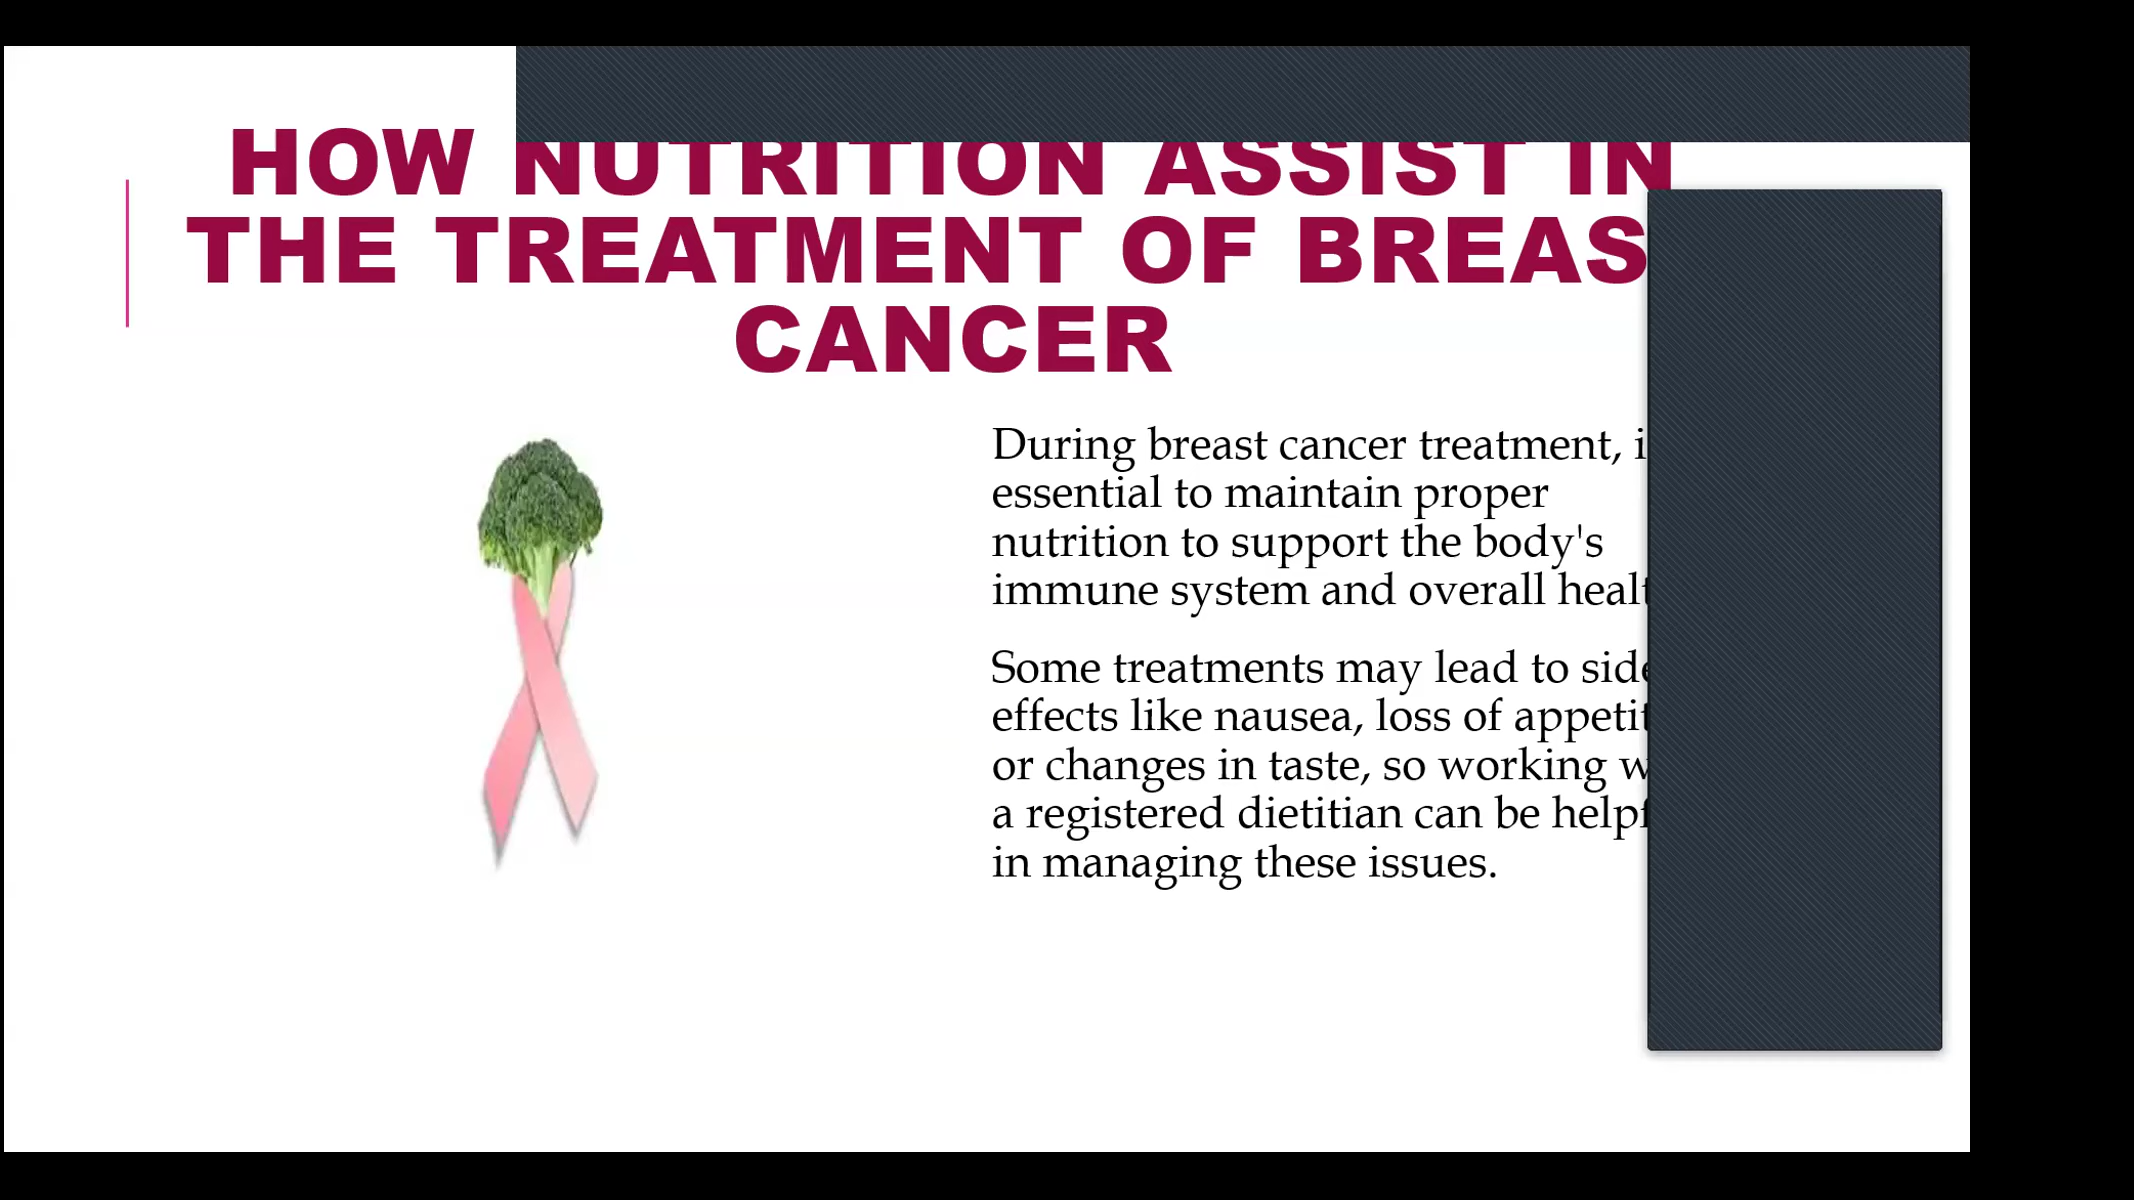 HOW NUTRITION ASSIST IN
THE TREATMENT OF BREAS
CANCER
During breast cancer treatment, i
essential to maintain proper
nutrition to support the body's
immune system and overall healt
Some treatments may lead to side
effects like nausea, loss of appetit
or changes in taste, so working w
a registered dietitian can be helpf
in managing these issues.